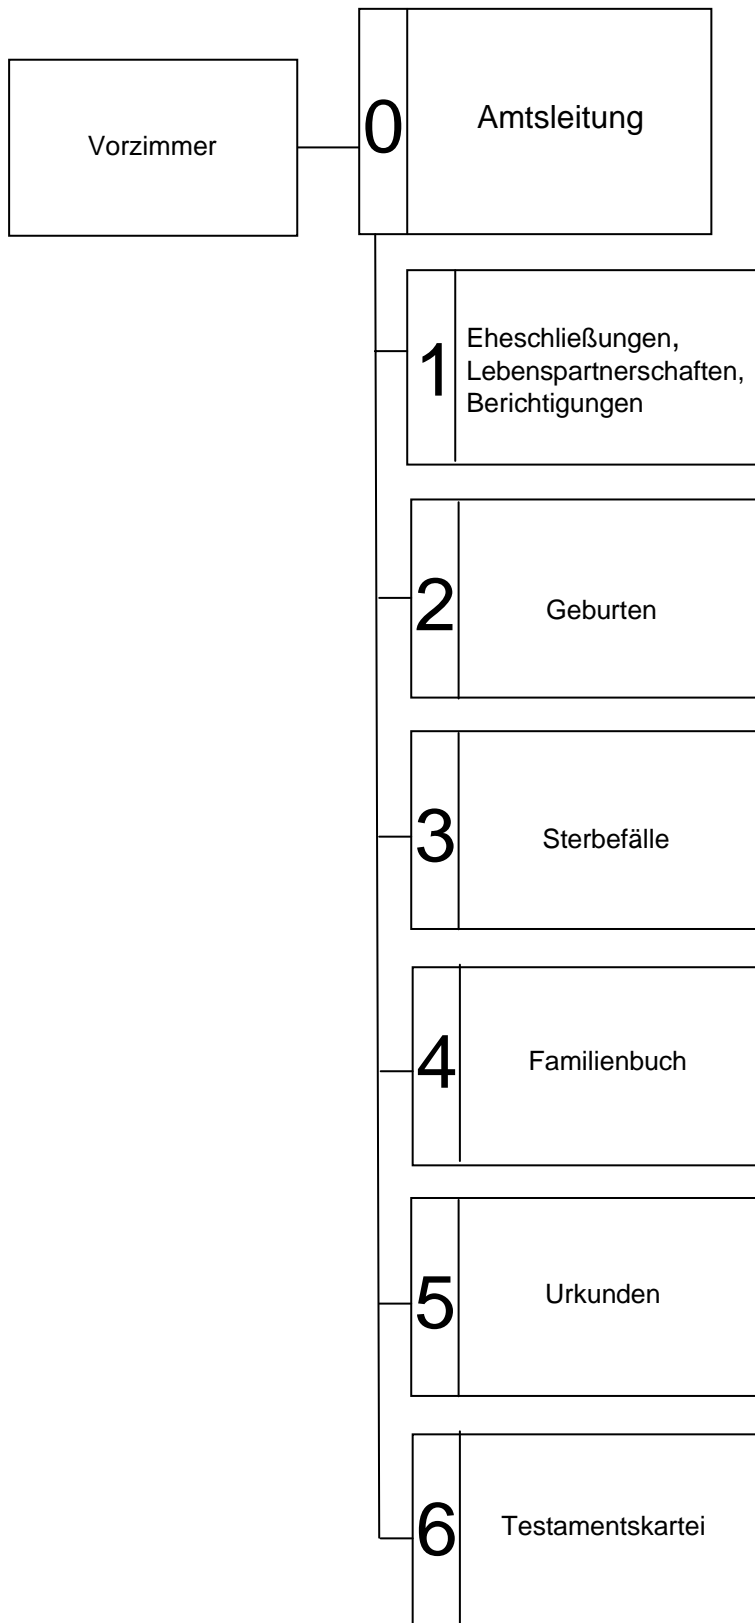 Vorzimmer
0
Amtsleitung
1
Eheschließungen,
Lebenspartnerschaften,
Berichtigungen
2
Geburten
3
Sterbefälle
4
Familienbuch
5
Urkunden
6
Testamentskartei